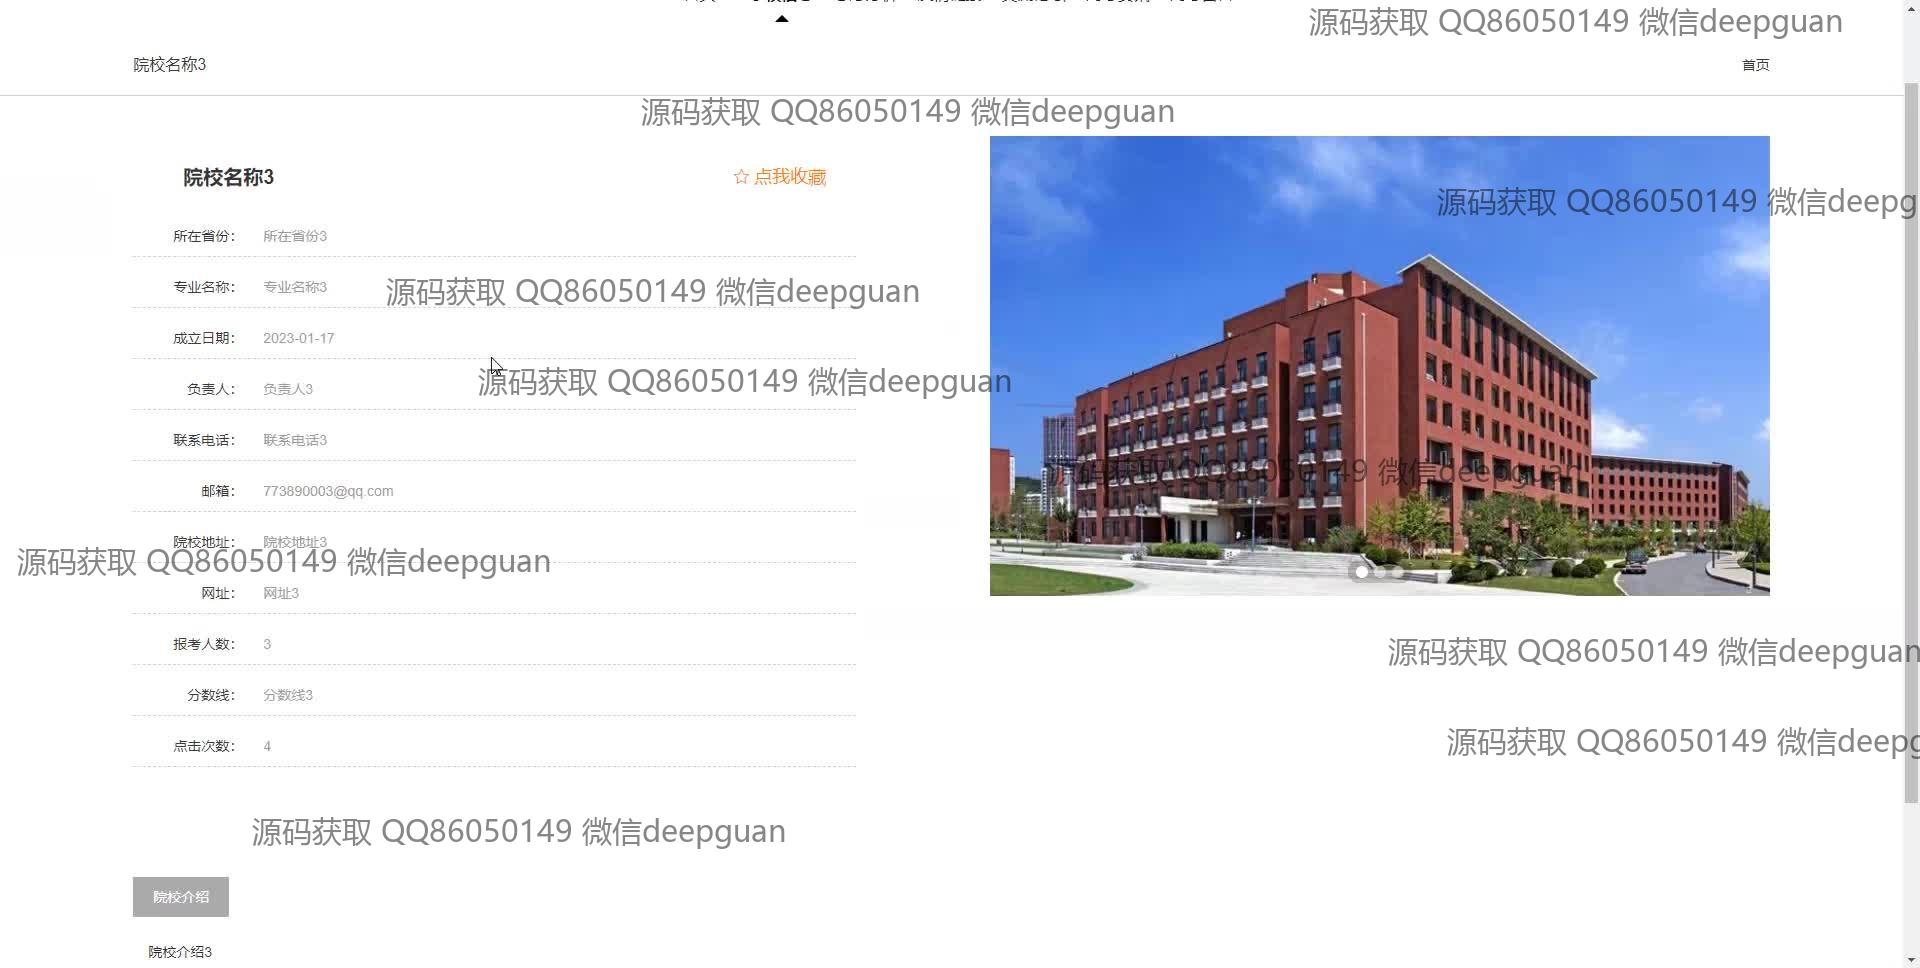 源码获取 QQ86050149 微信deepguan
院校名称3
首页
源码获取 QQ86050149 微信deepguan
院校名称3
☆ 点我收藏
源码获取 QQ86050149 微信deepg
所在省份： 所在省份3
专业名称： 专业名称3
源码获取 QQ86050149 微信deepguan
成立日期： 2023-01-17
源码获取 QQ86050149 微信deepguan
负责人： 负责人3
联系电话： 联系电话3
源码获取 QQ86050149 微信deepguan
邮箱： 773890003@qq.com
院校地址： 院校地址3
源码获取 QQ86050149 微信deepguan
网址： 网址3
报考人数： 3
源码获取 QQ86050149 微信deepguan
分数线： 分数线3
点击次数： 4
源码获取 QQ86050149 微信deepg
源码获取 QQ86050149 微信deepguan
院校介绍
院校介绍3